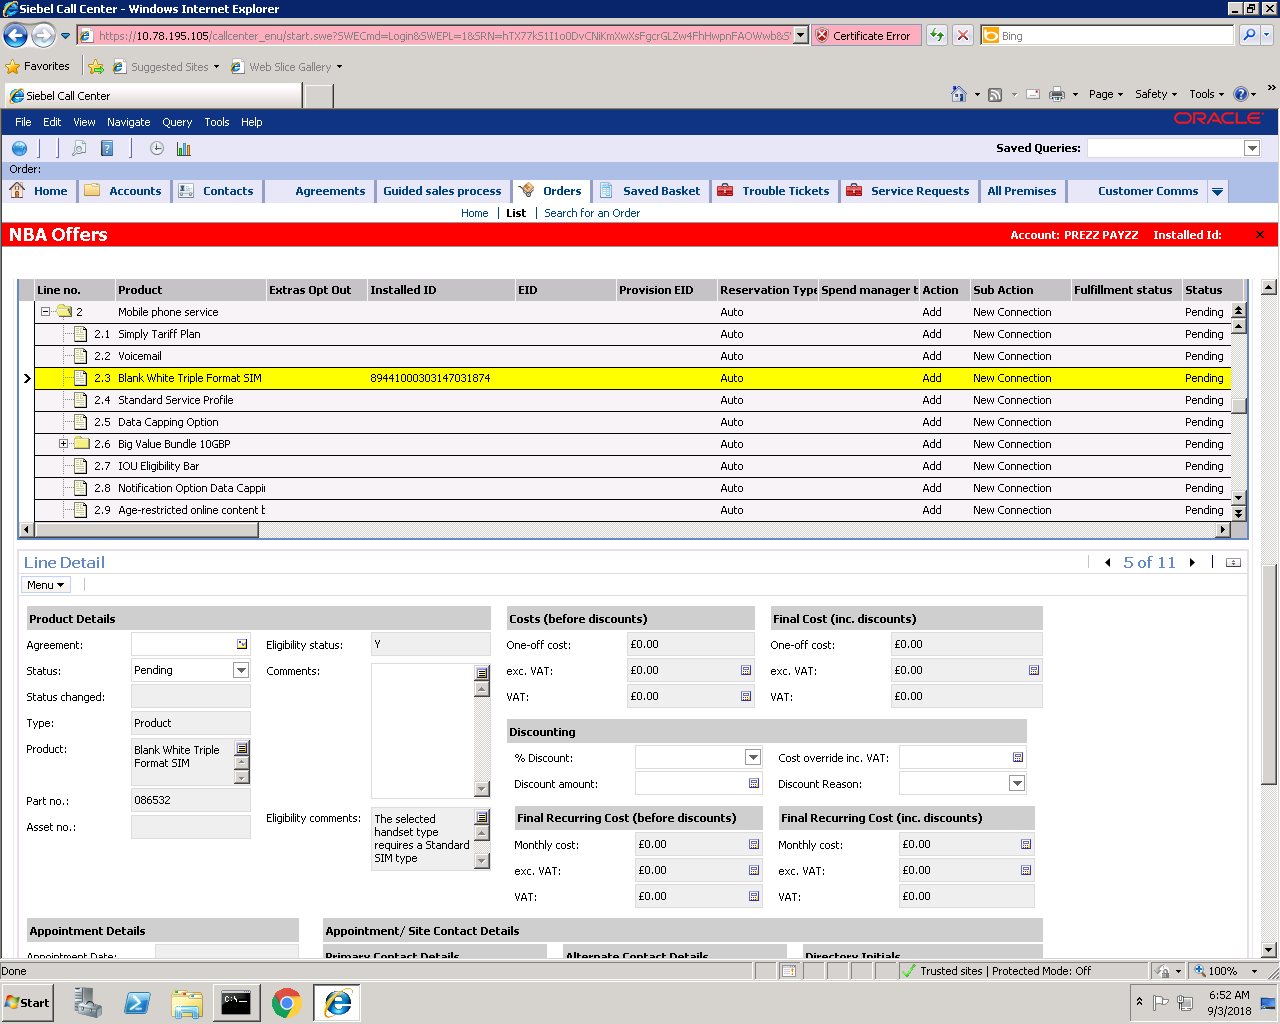 Siebel Call Center - Windows Internet Explorer
https://10.78.195.105/callcenter_enu/start.swe?SWECmd=Login&SWEPL=1&SRN=
Certificate Error
Bing
Favorites
Suggested Sites
Web Slice Gallery
Siebel Call Center
Page
Safety
Tools
File Edit View Navigate Query Tools Help
ORACLE
Saved Queries:
Order:
Home
Accounts
Contacts
Agreements
Guided sales process
Orders
Saved Basket
Trouble Tickets
Service Requests
All Premises
Customer Comms
Home | List | Search for an Order
NBA Offers
Account: PREZZ PAYZZ Installed Id:
Line no. Product Extras Opt Out Installed ID EID Provision EID Reservation Type Spend manager t Action Sub Action Fulfillment status Status
2 Mobile phone service Auto Add New Connection Pending
2.1 Simply Tariff Plan Auto Add New Connection Pending
2.2 Voicemail Auto Add New Connection Pending
2.3 Blank White Triple Format SIM 89441000303147031874 Auto Add New Connection Pending
2.4 Standard Service Profile Auto Add New Connection Pending
2.5 Data Capping Option Auto Add New Connection Pending
2.6 Big Value Bundle 10GBP Auto Add New Connection Pending
2.7 IOU Eligibility Bar Auto Add New Connection Pending
2.8 Notification Option Data Cappi Auto Add New Connection Pending
2.9 Age-restricted online content b Auto Add New Connection Pending
Line Detail
5 of 11
Menu
Product Details
Agreement:
Status: Pending
Status changed:
Type: Product
Product: Blank White Triple
Format SIM
Part no.: 086532
Asset no.:
Eligibility status: Y
Comments:
Eligibility comments: The selected
handset type
requires a Standard
SIM type
Costs (before discounts)
One-off cost: £0.00
exc. VAT: £0.00
VAT: £0.00
Final Cost (inc. discounts)
One-off cost: £0.00
exc. VAT: £0.00
VAT: £0.00
Discounting
% Discount:
Cost override inc. VAT:
Discount amount:
Discount Reason:
Final Recurring Cost (before discounts)
Monthly cost: £0.00
exc. VAT: £0.00
VAT: £0.00
Final Recurring Cost (inc. discounts)
Monthly cost: £0.00
exc. VAT: £0.00
VAT: £0.00
Appointment Details
Appointment Date:
Appointment/ Site Contact Details
Primary Contact Details
Alternate Contact Details
Directory Initials
Done
Trusted sites | Protected Mode: Off
100%
Start
C:\
6:52 AM
9/3/2018